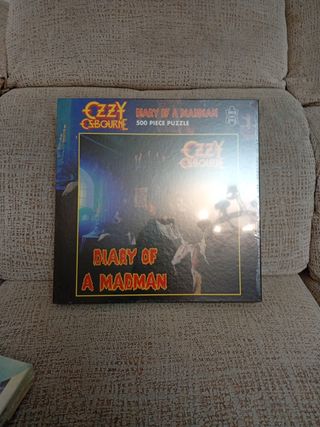 OZZY
OSBOURNE
DIARY OF A MADMAN
500 PIECE PUZZLE
OZZY
OSBOURNE
DIARY OF
A MADMAN